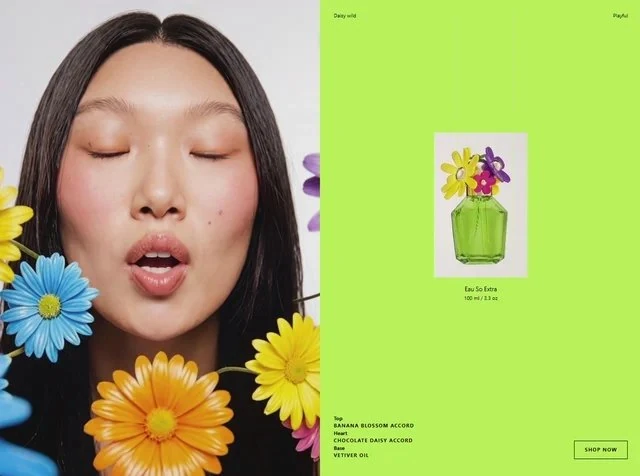 Daisy wild
Playful
Eau So Extra
100 ml / 3.3 oz
Top
BANANA BLOSSOM ACCORD
Heart
CHOCOLATE DAISY ACCORD
Base
VETIVER OIL
SHOP NOW